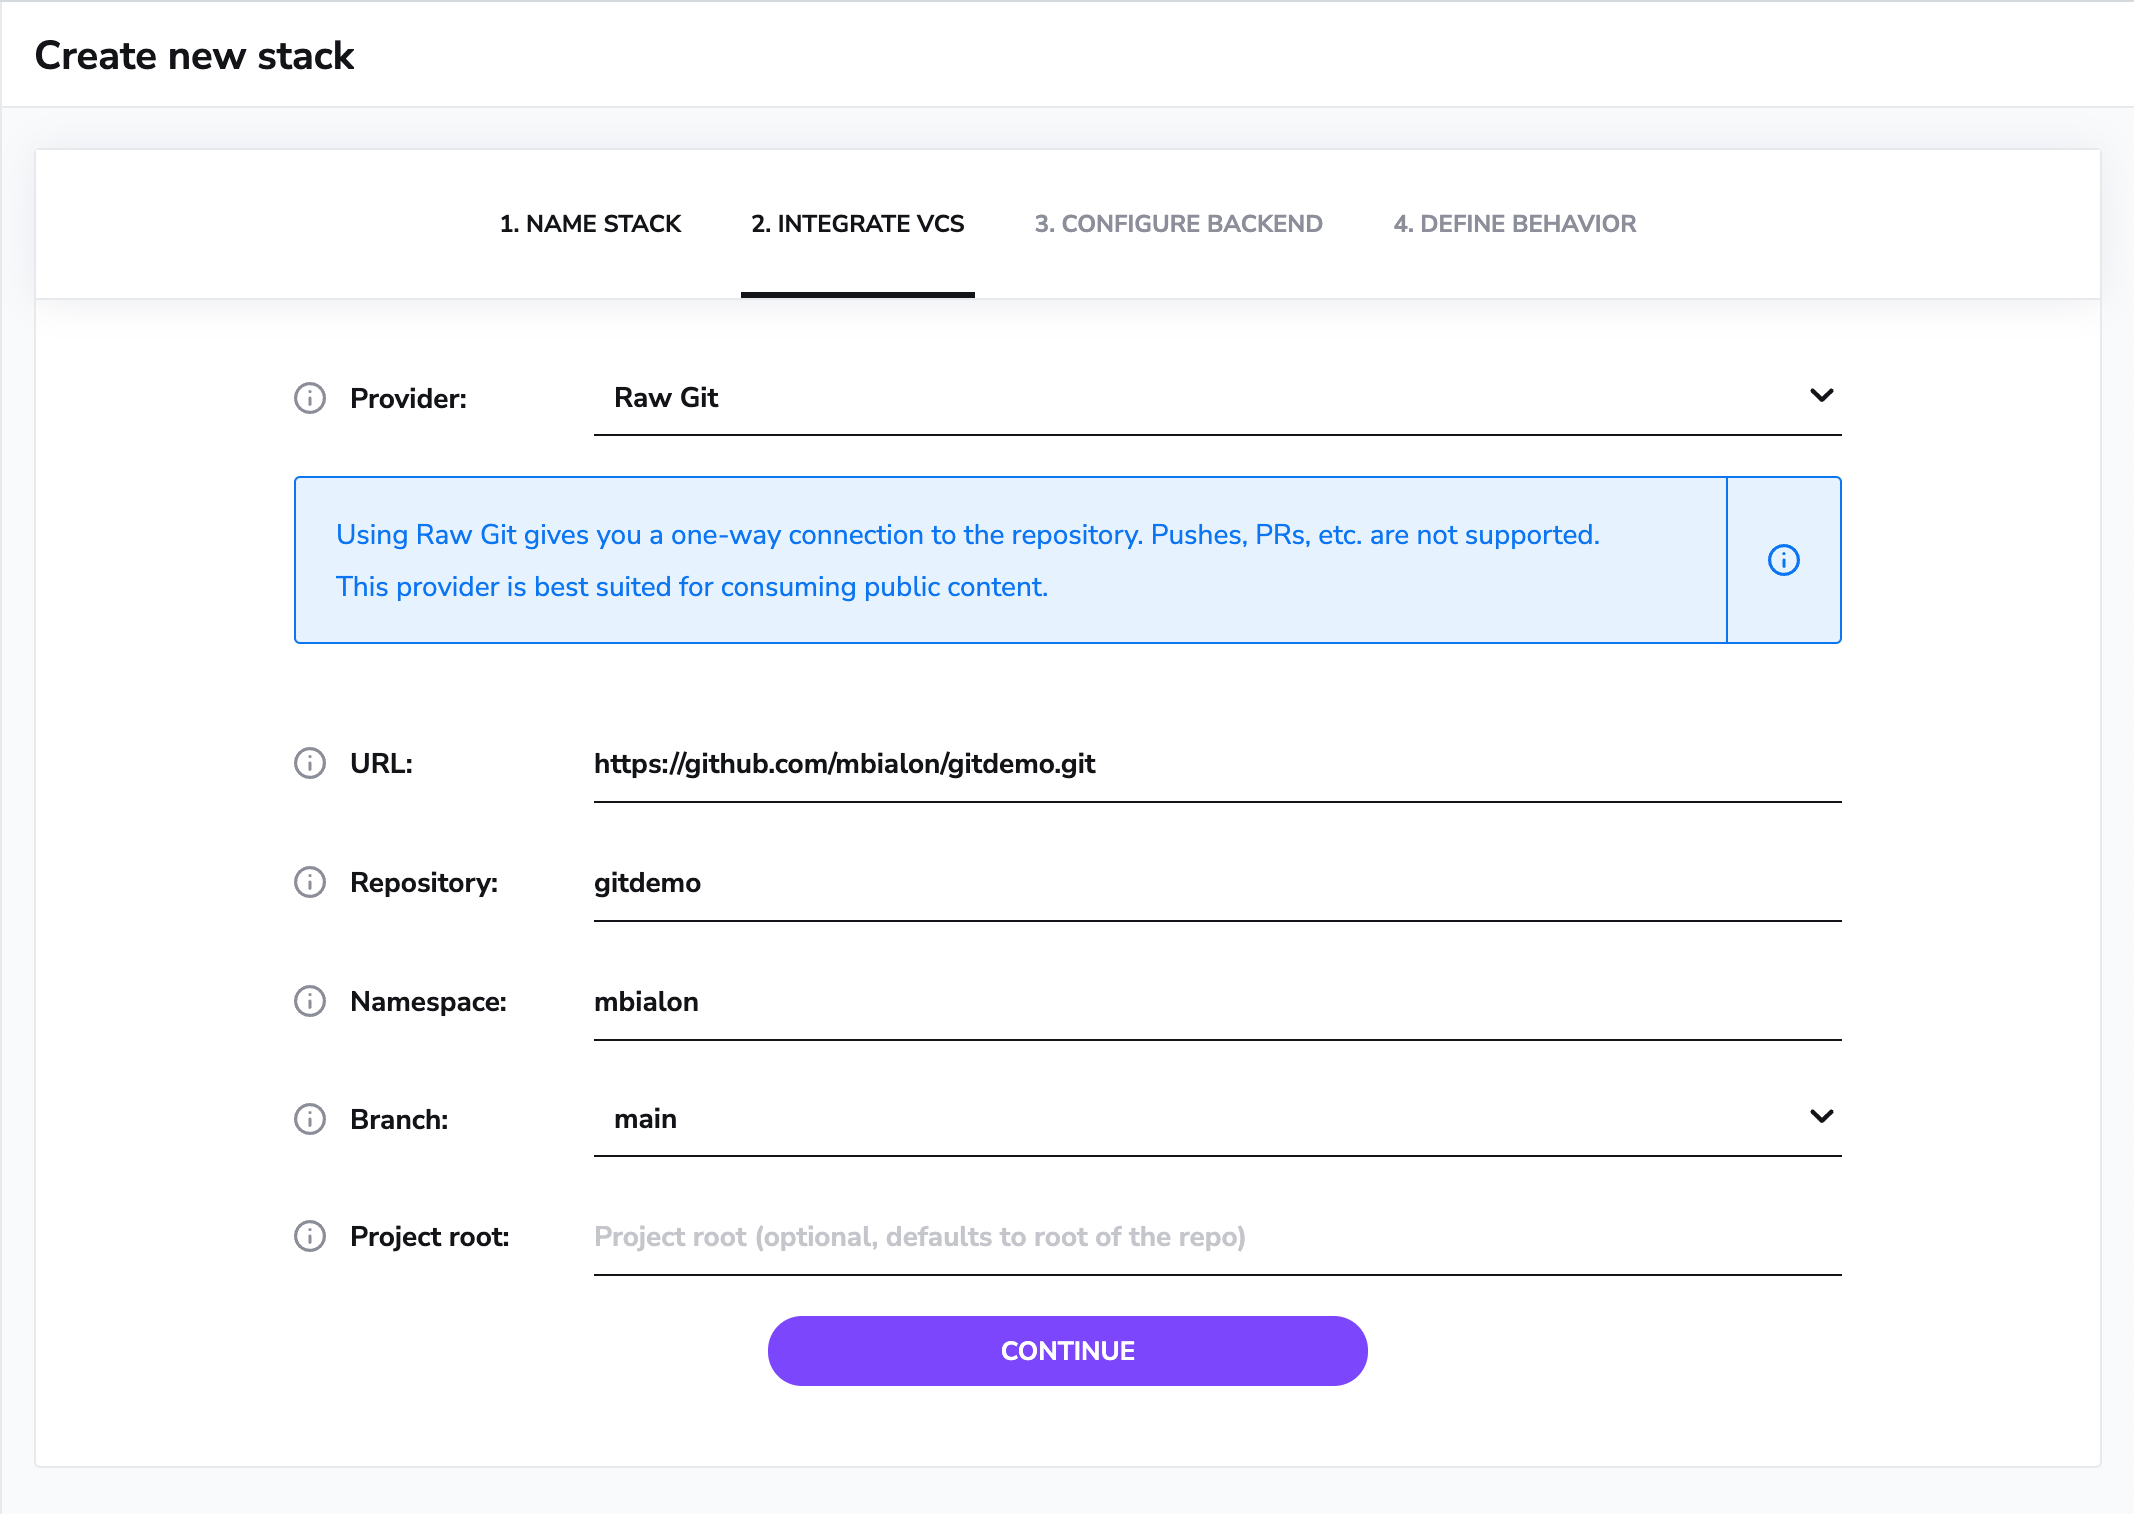 Create new stack
1. NAME STACK 2. INTEGRATE VCS 3. CONFIGURE BACKEND 4. DEFINE BEHAVIOR
Provider: Raw Git
Using Raw Git gives you a one-way connection to the repository. Pushes, PRs, etc. are not supported.
This provider is best suited for consuming public content.
URL: https://github.com/mbialon/gitdemo.git
Repository: gitdemo
Namespace: mbialon
Branch: main
Project root: Project root (optional, defaults to root of the repo)
CONTINUE